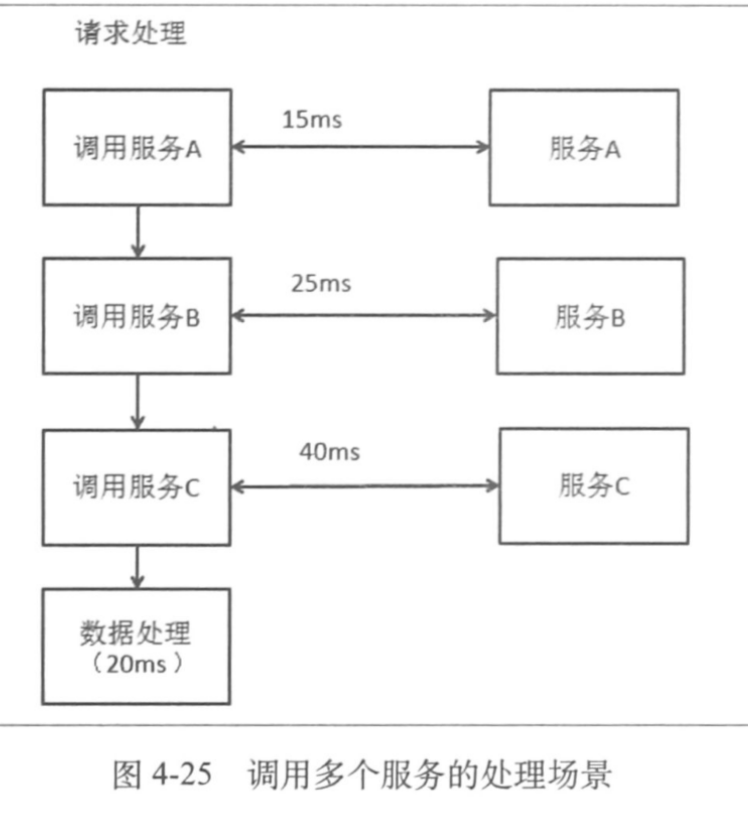 请求处理
调用服务A
15ms
服务A
调用服务B
25ms
服务B
调用服务C
40ms
服务C
数据处理
（20ms）
图 4-25 调用多个服务的处理场景